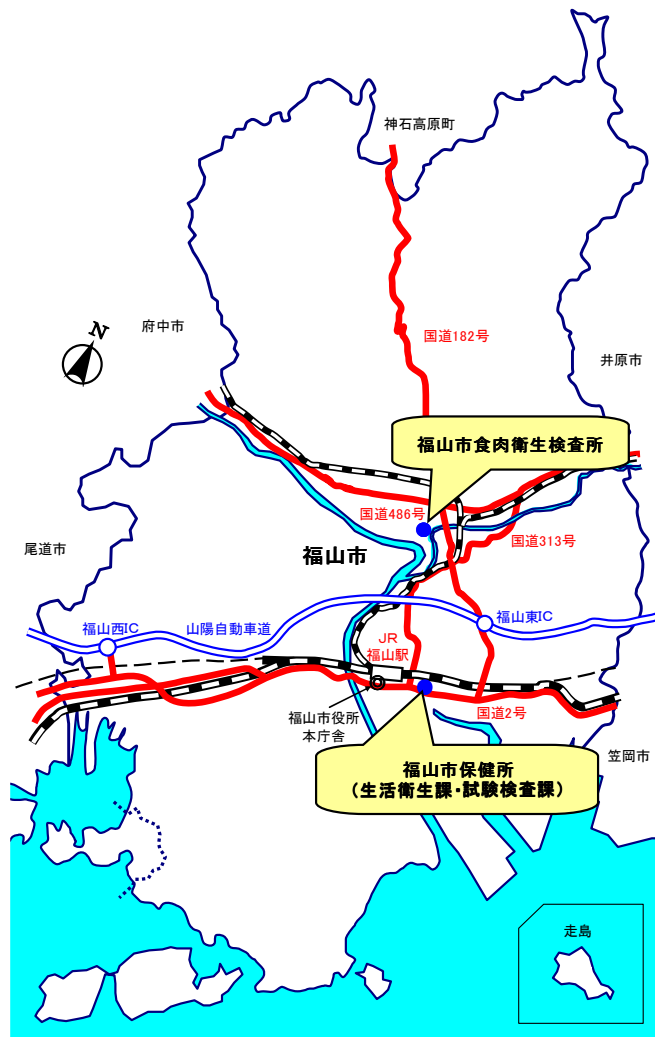 神石高原町
N
府中市
国道182号
井原市
福山市食肉衛生検査所
国道486号
国道313号
尾道市
福山市
福山西IC
山陽自動車道
福山東IC
JR
福山駅
福山市役所
本庁舎
国道2号
笠岡市
福山市保健所
（生活衛生課・試験検査課）
走島